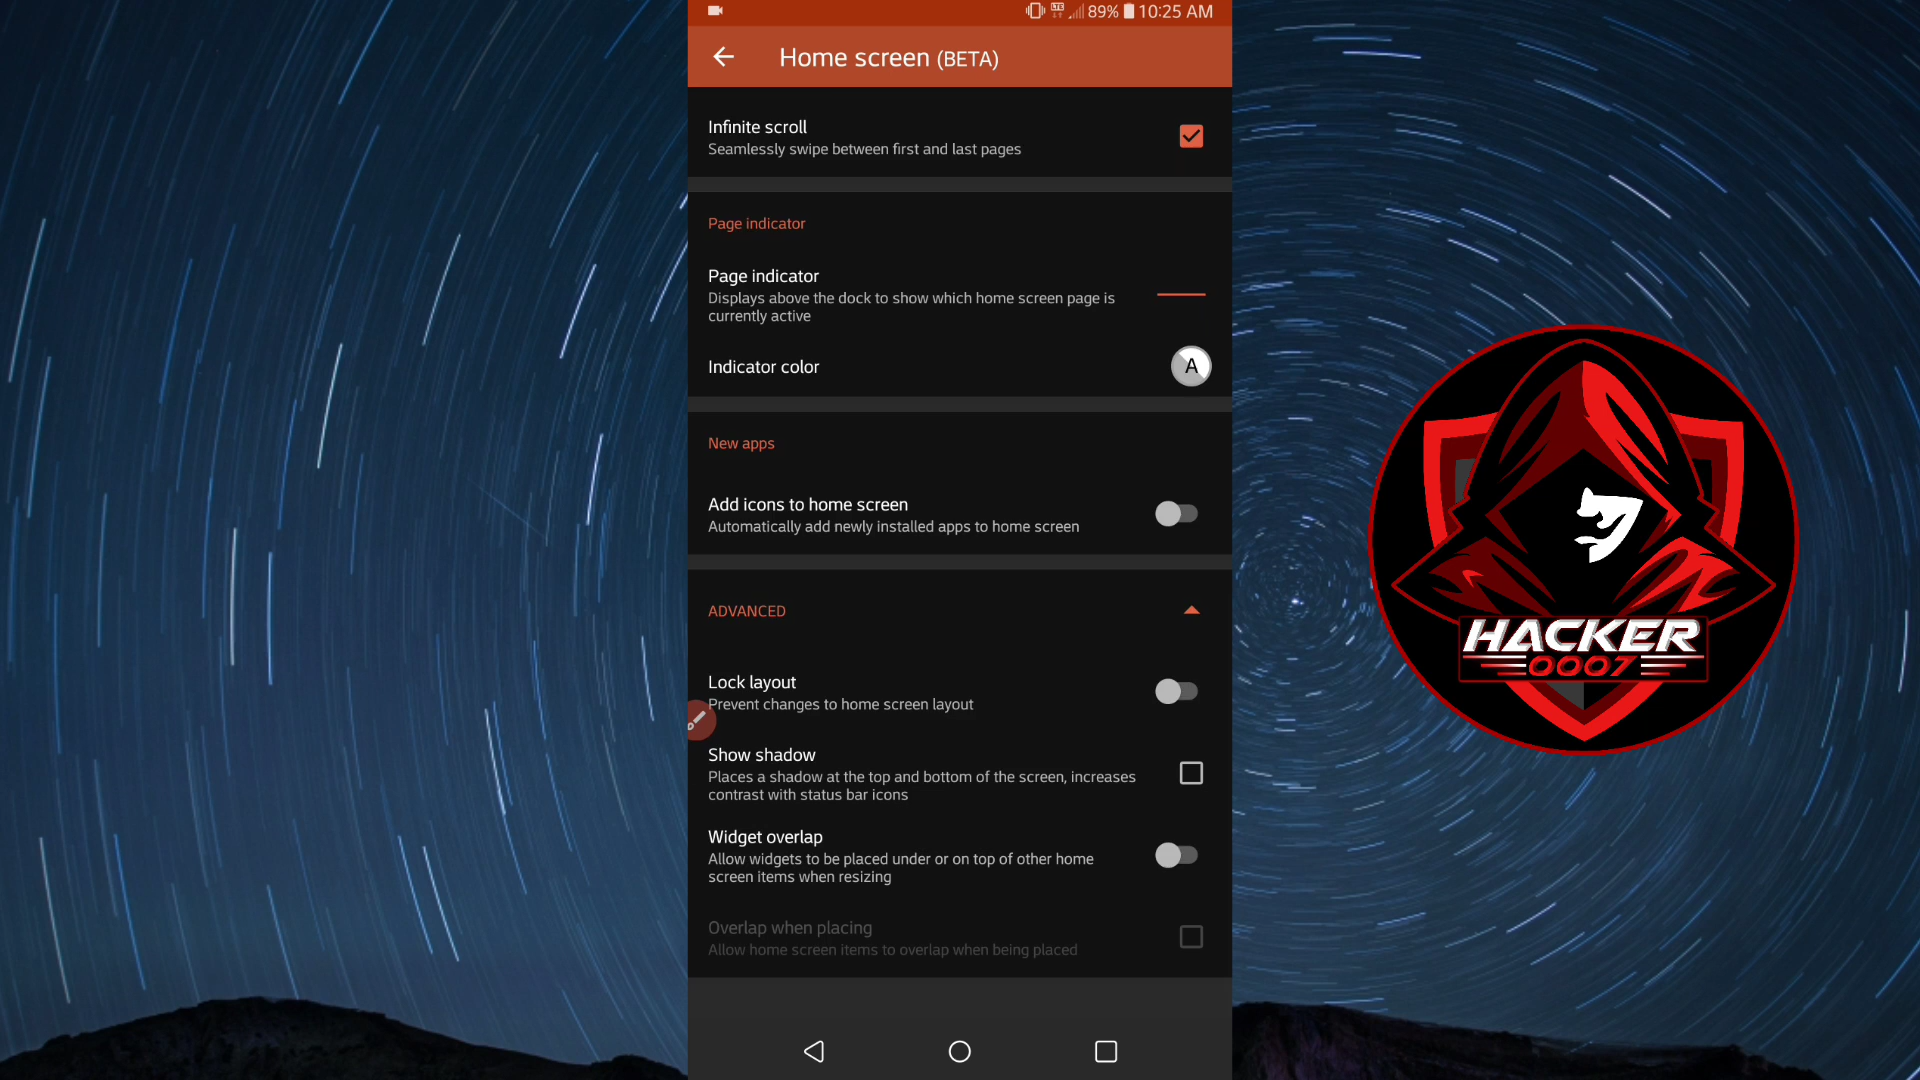 89% 10:25 AM
Home screen (BETA)
Infinite scroll
Seamlessly swipe between first and last pages
Page indicator
Page indicator
Displays above the dock to show which home screen page is
currently active
Indicator color
A
New apps
Add icons to home screen
Automatically add newly installed apps to home screen
ADVANCED
Lock layout
Prevent changes to home screen layout
Show shadow
Places a shadow at the top and bottom of the screen, increases
contrast with status bar icons
Widget overlap
Allow widgets to be placed under or on top of other home
screen items when resizing
Overlap when placing
Allow home screen items to overlap when being placed
HACKER
0007